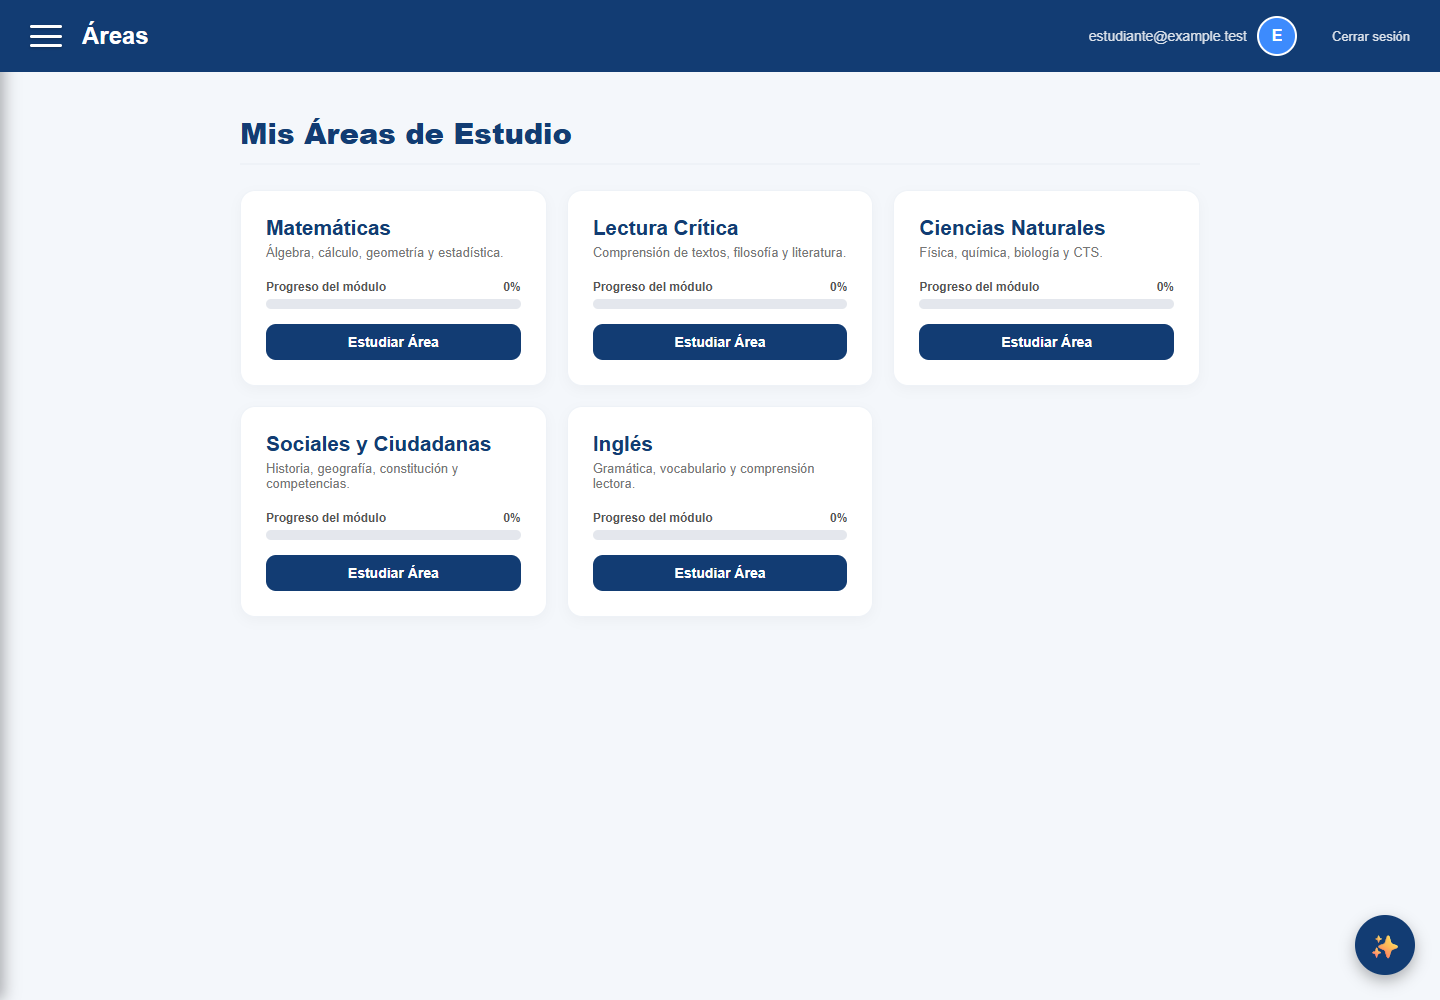 Áreas
estudiante@example.test
E
Cerrar sesión
Mis Áreas de Estudio
Matemáticas
Álgebra, cálculo, geometría y estadística.
Progreso del módulo 0%
Estudiar Área
Lectura Crítica
Comprensión de textos, filosofía y literatura.
Progreso del módulo 0%
Estudiar Área
Ciencias Naturales
Física, química, biología y CTS.
Progreso del módulo 0%
Estudiar Área
Sociales y Ciudadanas
Historia, geografía, constitución y
competencias.
Progreso del módulo 0%
Estudiar Área
Inglés
Gramática, vocabulario y comprensión
lectora.
Progreso del módulo 0%
Estudiar Área